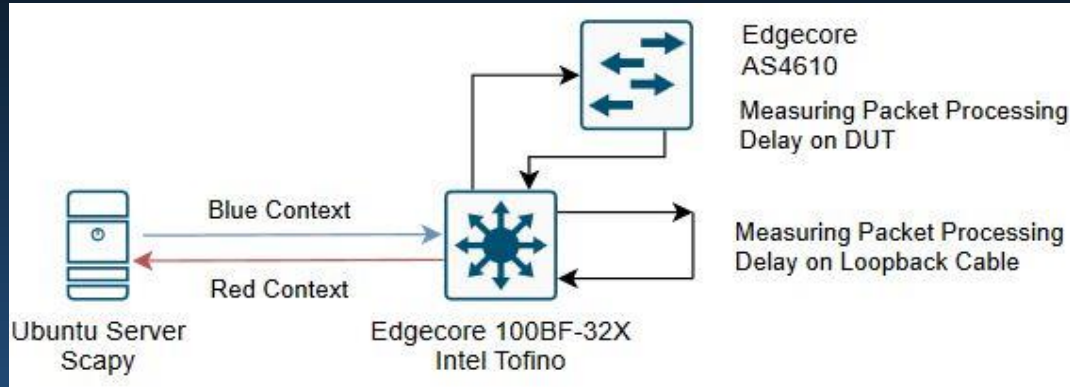 Edgecore
AS4610
Measuring Packet Processing
Delay on DUT
Blue Context
Red Context
Measuring Packet Processing
Delay on Loopback Cable
Ubuntu Server
Scapy
Edgecore 100BF-32X
Intel Tofino